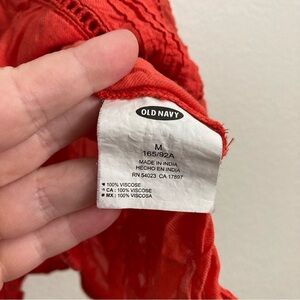 OLD NAVY
M
165/92A
MADE IN INDIA
HECHO EN INDIA
RN 54023 CA 17897
100% VISCOSE
CA : 100% VISCOSE
MX : 100% VISCOSA